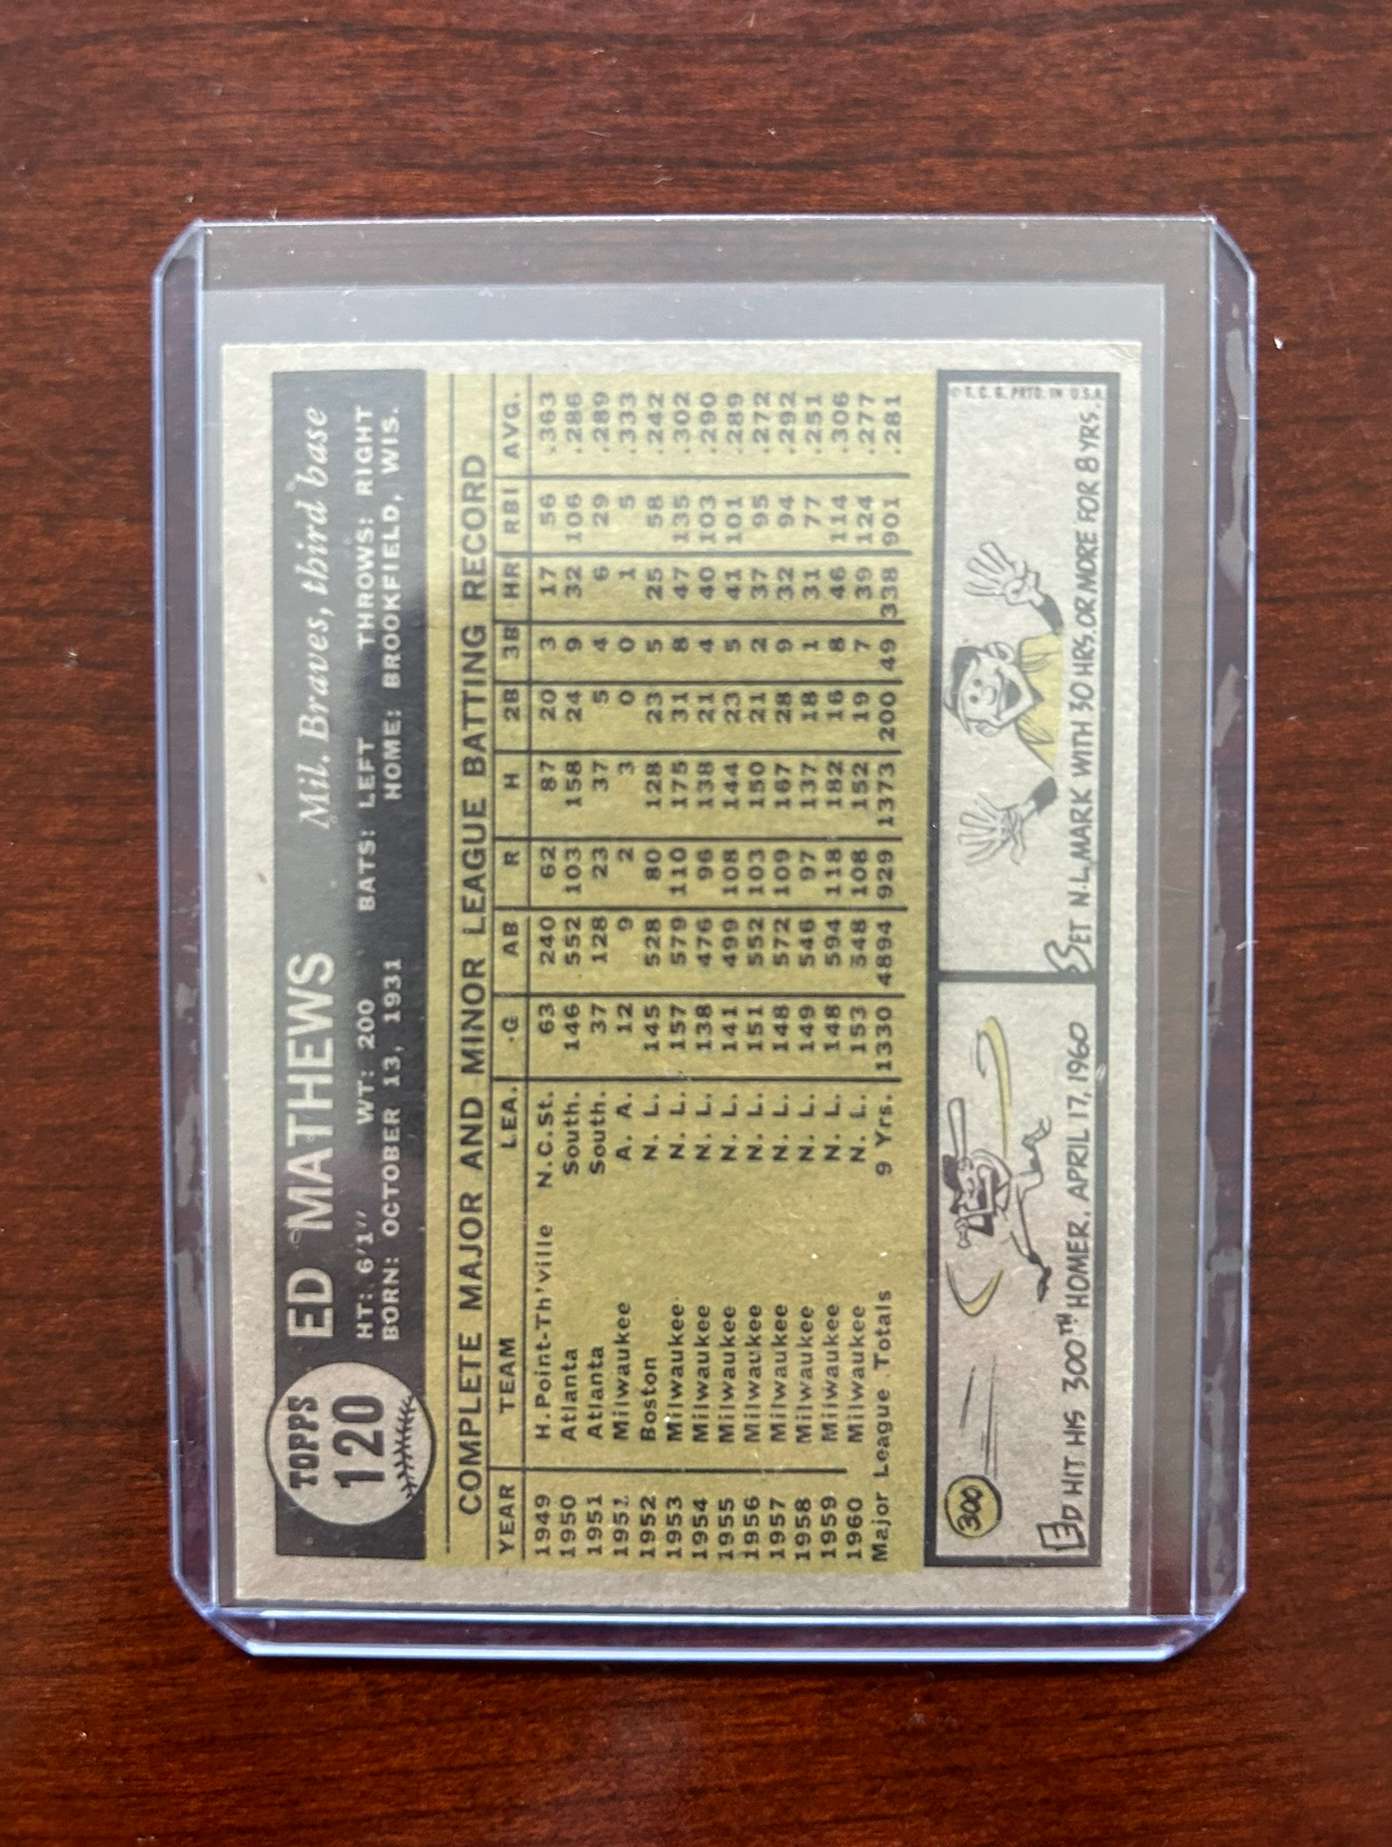 TOPPS
120
ED MATHEWS Mil. Braves, third base
HT: 6'1" WT: 200 BATS: LEFT THROWS: RIGHT
BORN: OCTOBER 13, 1931 HOME: BROOKFIELD, WIS.
COMPLETE MAJOR AND MINOR LEAGUE BATTING RECORD
YEAR TEAM LEA. G AB R H 2B 3B HR RBI AVG.
1949 H.Point-Th'ville N.C.St. 63 240 62 87 20 3 17 56 .363
1950 Atlanta South. 146 552 103 158 24 9 32 106 .286
1951 Atlanta South. 37 128 23 37 5 4 6 29 .289
1951 Milwaukee A. A. 12 9 2 3 0 0 1 5 .333
1952 Boston N. L. 145 528 80 128 23 5 25 58 .242
1953 Milwaukee N. L. 157 579 110 175 31 8 47 135 .302
1954 Milwaukee N. L. 138 476 96 138 21 4 40 103 .290
1955 Milwaukee N. L. 141 499 108 144 23 5 41 101 .289
1956 Milwaukee N. L. 151 552 103 150 21 2 37 95 .272
1957 Milwaukee N. L. 148 572 109 167 28 9 32 94 .292
1958 Milwaukee N. L. 149 546 97 137 18 1 31 77 .251
1959 Milwaukee N. L. 148 594 118 182 16 8 46 114 .306
1960 Milwaukee N. L. 153 548 108 152 19 7 39 124 .277
Major League Totals 9 Yrs. 1330 4894 929 1373 200 49 338 901 .281
300
ED HIT HIS 300TH HOMER, APRIL 17, 1960
SET N.L. MARK WITH 30 HRS. OR MORE FOR 8 YRS.
© T. C. G. PRTD. IN U.S.A.